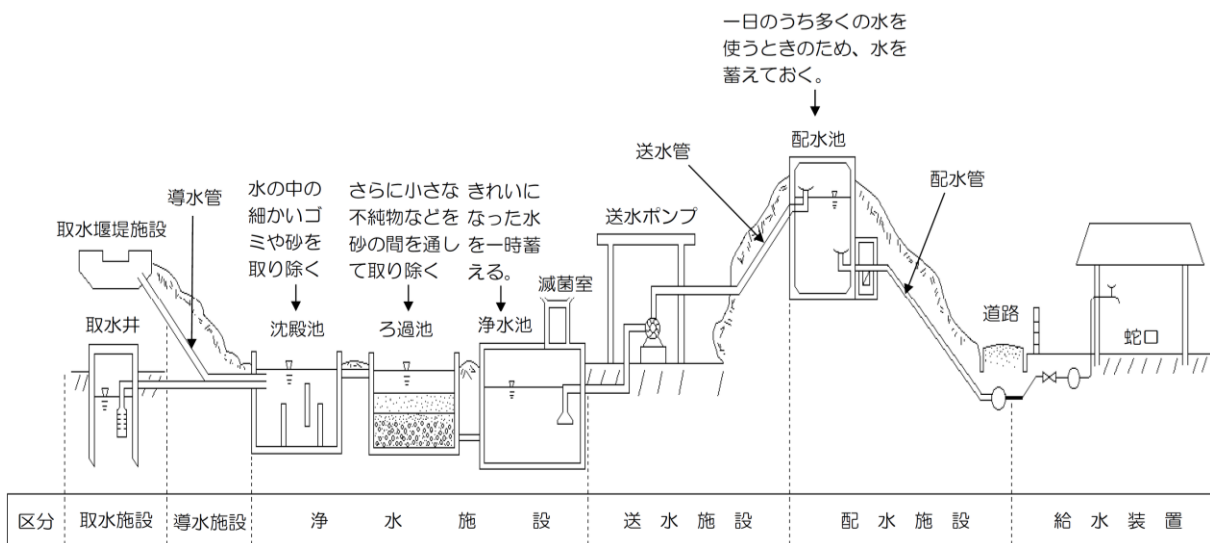 一日のうち多くの水を
使うときのため、水を
蓄えておく。
配水池
送水管
配水管
導水管
水の中の
細かいゴ
ミや砂を
取り除く
さらに小さな
不純物などを
砂の間を通し
て取り除く
きれいに
なった水
を一時蓄
える。
送水ポンプ
取水堰堤施設
滅菌室
取水井
沈殿池
ろ過池
浄水池
道路
蛇口
区分 取水施設 導水施設 浄水施設 送水施設 配水施設 給水装置